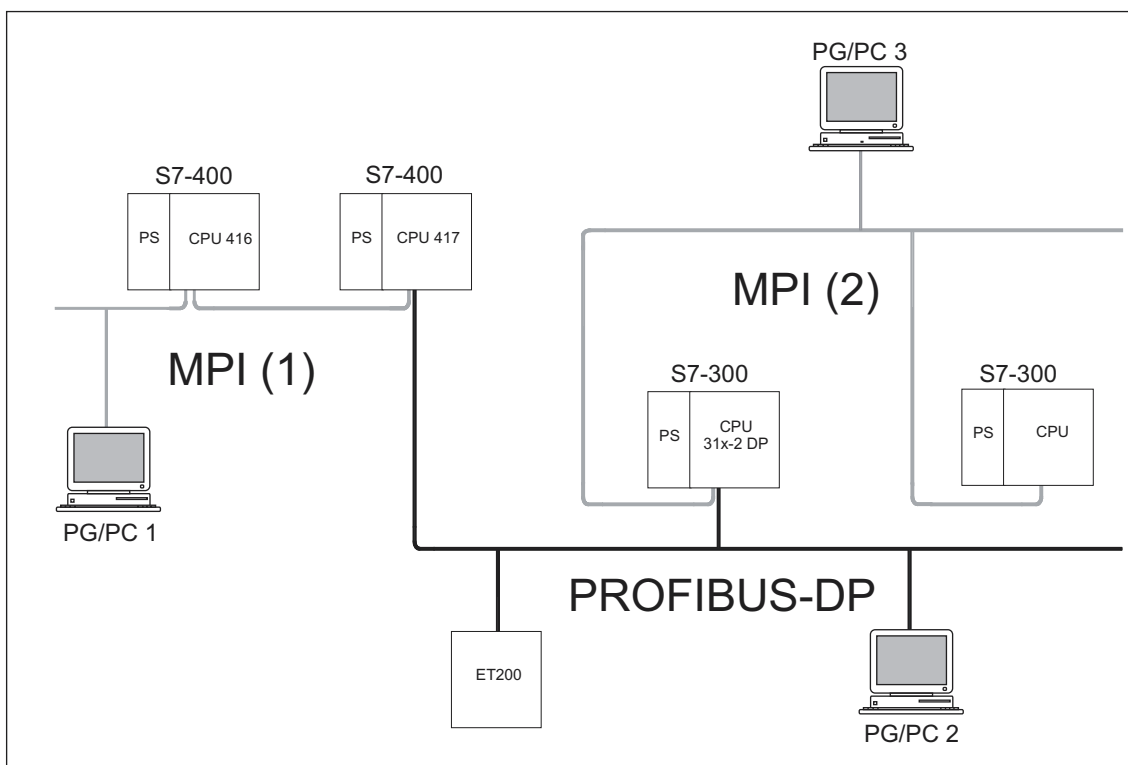 PG/PC 3
S7-400
S7-400
PS
CPU 416
PS
CPU 417
MPI (1)
MPI (2)
S7-300
S7-300
PS
CPU
31x-2 DP
PS
CPU
PG/PC 1
PROFIBUS-DP
ET200
PG/PC 2